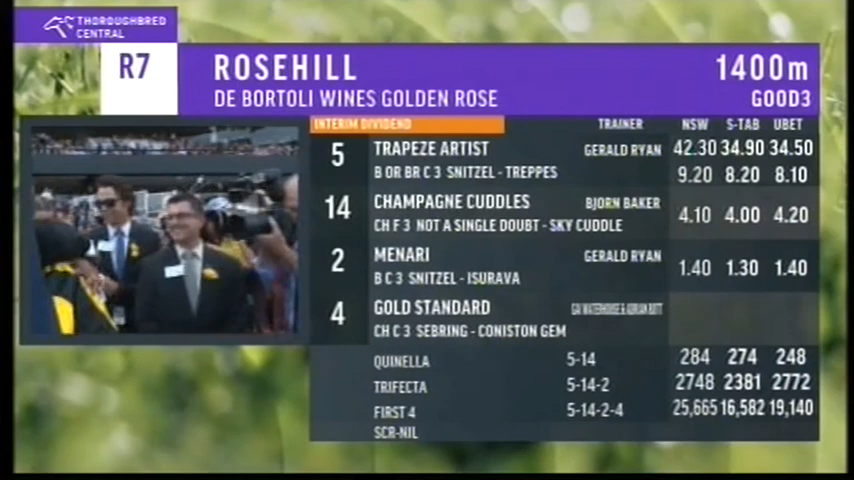 THOROUGHBRED
CENTRAL
R7
ROSEHILL
1400m
DE BORTOLI WINES GOLDEN ROSE
GOOD3
INTERIM DIVIDEND TRAINER NSW S-TAB UBET
5 TRAPEZE ARTIST GERALD RYAN 42.30 34.90 34.50
B OR BR C 3 SNITZEL - TREPPES 9.20 8.20 8.10
14 CHAMPAGNE CUDDLES BJORN BAKER 4.10 4.00 4.20
CH F 3 NOT A SINGLE DOUBT - SKY CUDDLE
2 MENARI GERALD RYAN 1.40 1.30 1.40
B C 3 SNITZEL - ISURAVA
4 GOLD STANDARD GAI WATERHOUSE & ADRIAN BOTT
CH C 3 SEBRING - CONISTON GEM
QUINELLA 5-14 284 274 248
TRIFECTA 5-14-2 2748 2381 2772
FIRST 4 5-14-2-4 25,665 16,582 19,140
SCR-NIL